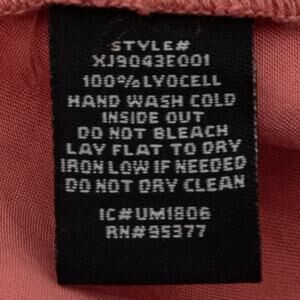 STYLE#
XJ9043E001
100%LYOCELL
HAND WASH COLD
INSIDE OUT
DO NOT BLEACH
LAY FLAT TO DRY
IRON LOW IF NEEDED
DO NOT DRY CLEAN
IC#UM1806
RN#95377